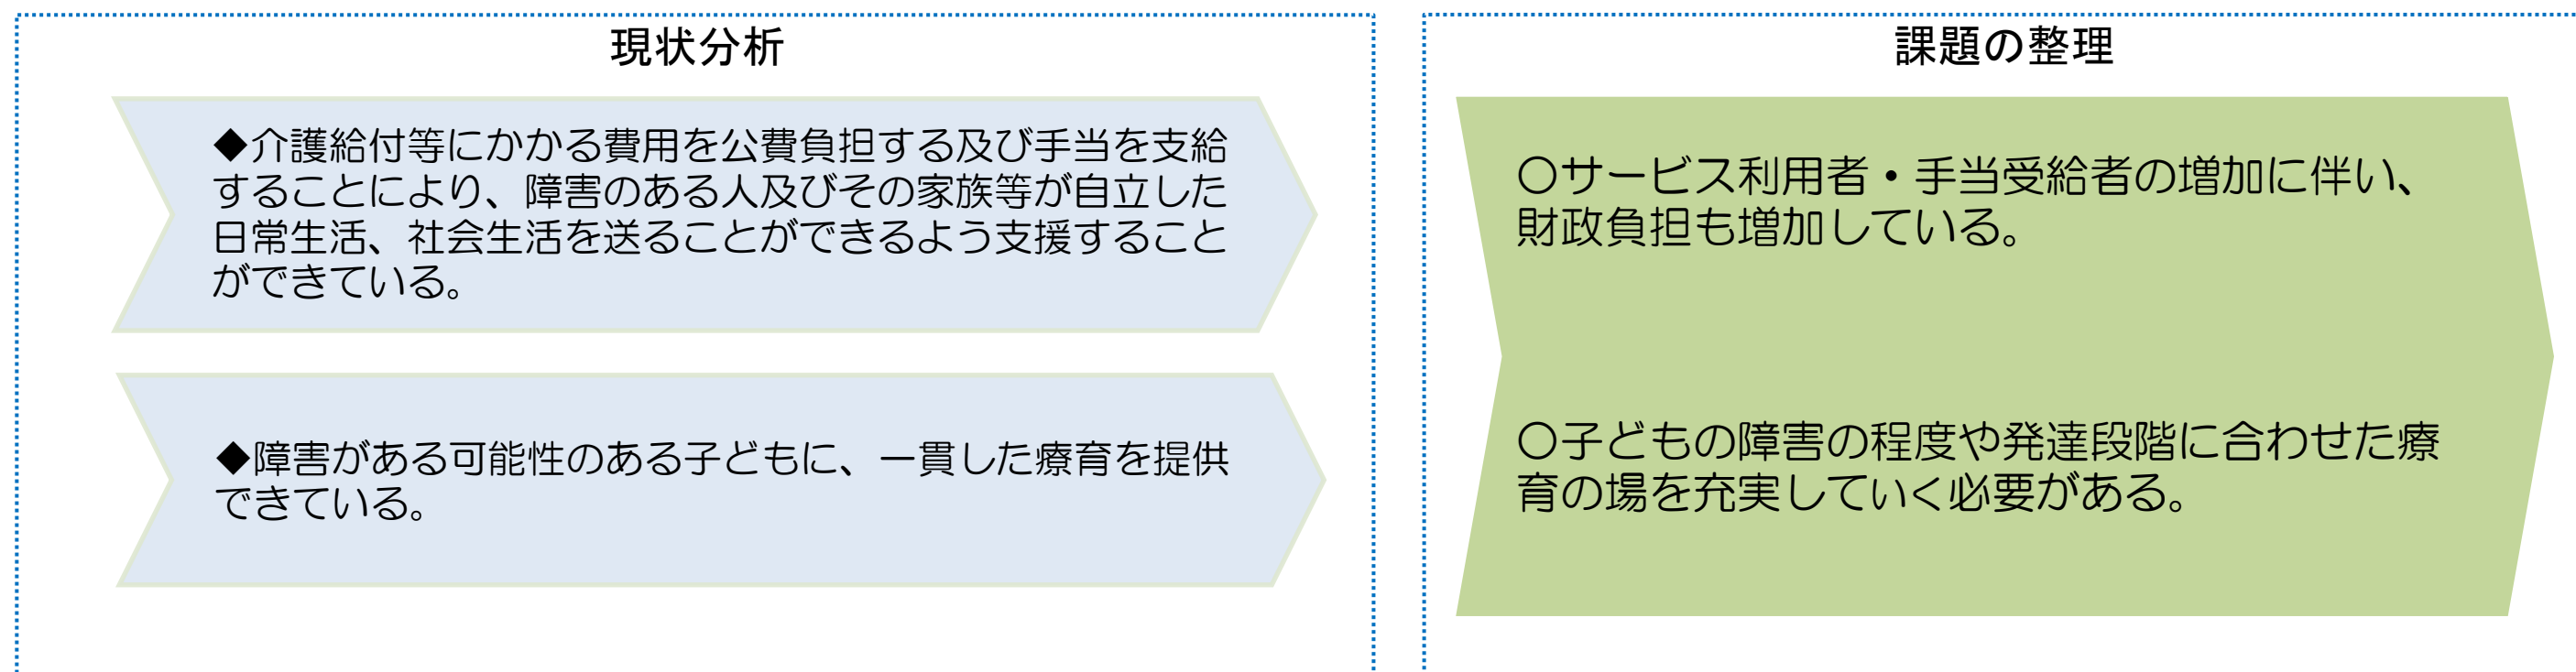 現状分析
◆介護給付等にかかる費用を公費負担する及び手当を支給
することにより、障害のある人及びその家族等が自立した
日常生活、社会生活を送ることができるよう支援すること
ができている。
◆障害がある可能性のある子どもに、一貫した療育を提供
できている。
課題の整理
○サービス利用者・手当受給者の増加に伴い、
財政負担も増加している。
○子どもの障害の程度や発達段階に合わせた療
育の場を充実していく必要がある。